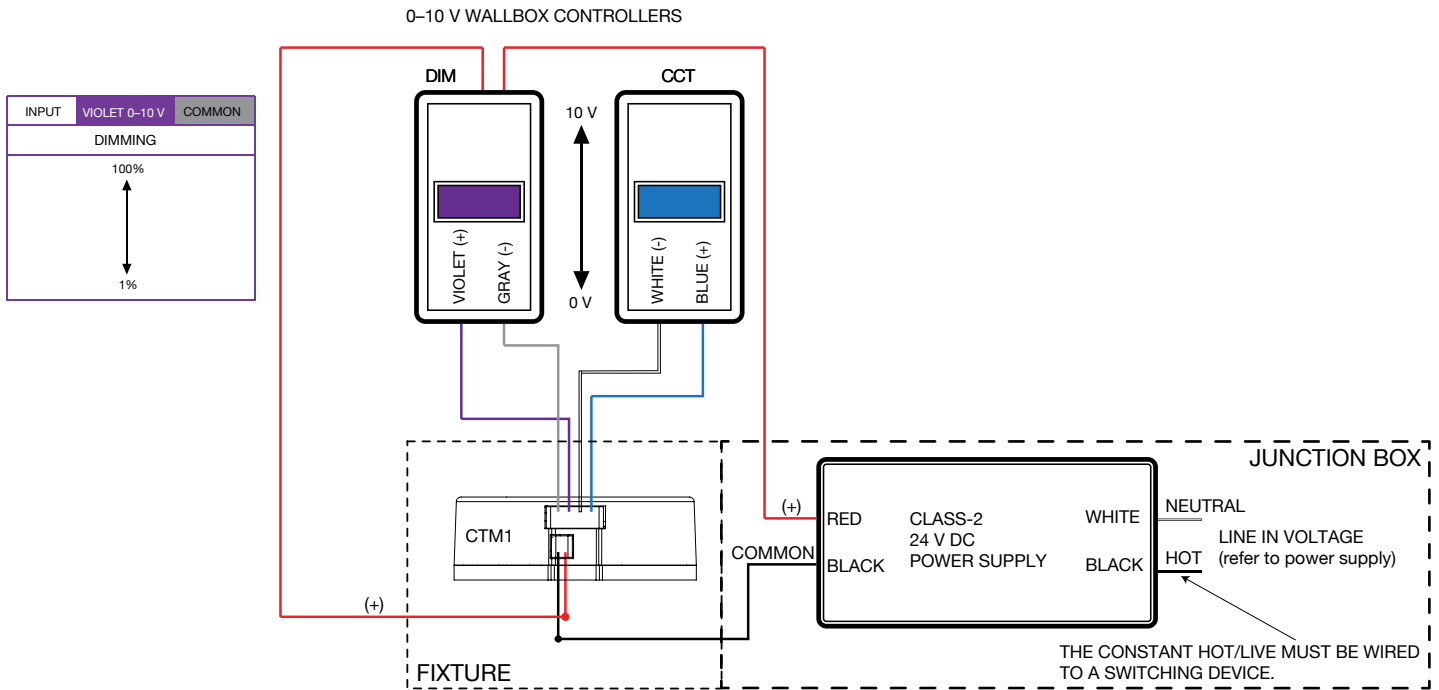 0–10 V WALLBOX CONTROLLERS
DIM
CCT
INPUT
VIOLET 0–10 V
COMMON
DIMMING
100%
1%
10 V
0 V
VIOLET (+)
GRAY (-)
WHITE (-)
BLUE (+)
JUNCTION BOX
CTM1
(+)
RED
CLASS-2
24 V DC
POWER SUPPLY
WHITE
NEUTRAL
COMMON
BLACK
BLACK
HOT
LINE IN VOLTAGE
(refer to power supply)
(+)
FIXTURE
THE CONSTANT HOT/LIVE MUST BE WIRED
TO A SWITCHING DEVICE.